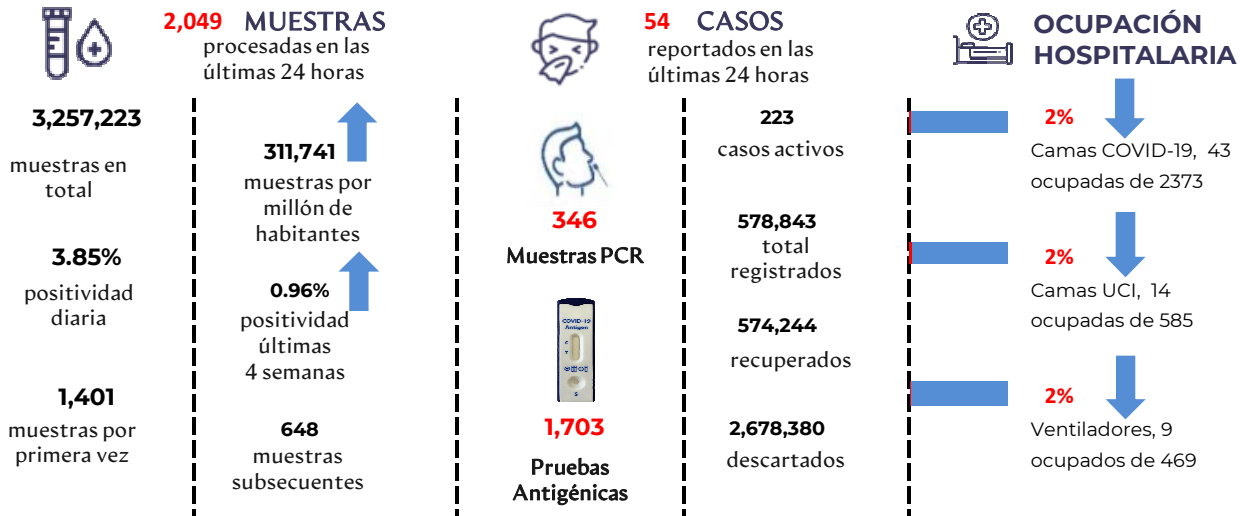 2,049 MUESTRAS
procesadas en las
últimas 24 horas
3,257,223
muestras en
total
3.85%
positividad
diaria
1,401
muestras por
primera vez
311,741
muestras por
millón de
habitantes
0.96%
positividad
últimas
4 semanas
648
muestras
subsecuentes
54 CASOS
reportados en las
últimas 24 horas
346
Muestras PCR
COVID-19
Antigen
C
T
S
1,703
Pruebas
Antigénicas
223
casos activos
578,843
total
registrados
574,244
recuperados
2,678,380
descartados
OCUPACIÓN
HOSPITALARIA
2%
Camas COVID-19, 43
ocupadas de 2373
2%
Camas UCI, 14
ocupadas de 585
2%
Ventiladores, 9
ocupados de 469